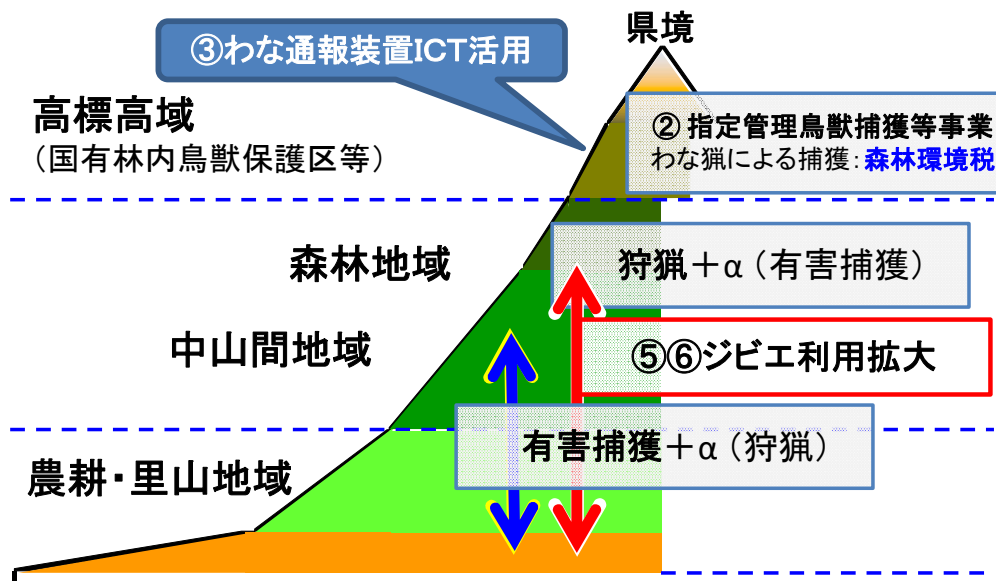 県境
③わな通報装置ICT活用
高標高域
（国有林内鳥獣保護区等）
② 指定管理鳥獣捕獲等事業
わな猟による捕獲：森林環境税
森林地域
狩猟＋α（有害捕獲）
中山間地域
⑤⑥ジビエ利用拡大
有害捕獲＋α（狩猟）
農耕・里山地域